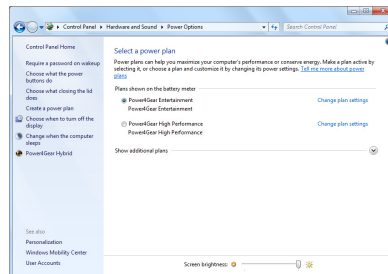 Control Panel ▸ Hardware and Sound ▸ Power Options
Search Control Panel
Control Panel Home
Require a password on wakeup
Choose what the power
buttons do
Choose what closing the lid
does
Create a power plan
Choose when to turn off the
display
Change when the computer
sleeps
Power4Gear Hybrid
See also
Personalization
Windows Mobility Center
User Accounts
Select a power plan
Power plans can help you maximize your computer's performance or conserve energy. Make a plan active by
selecting it, or choose a plan and customize it by changing its power settings. Tell me more about power
plans
Plans shown on the battery meter
Power4Gear Entertainment Change plan settings
Power4Gear Entertainment
Power4Gear High Performance Change plan settings
Power4Gear High Performance
Show additional plans
Screen brightness: